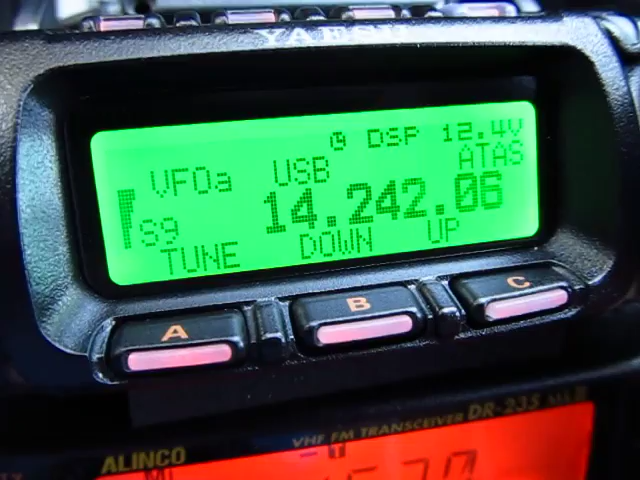 YAESU
DSP 12.4V
ATAS
VFOa USB
14.242.06
S9
TUNE DOWN UP
A B C
VHF FM TRANSCEIVER DR-235
ALINCO